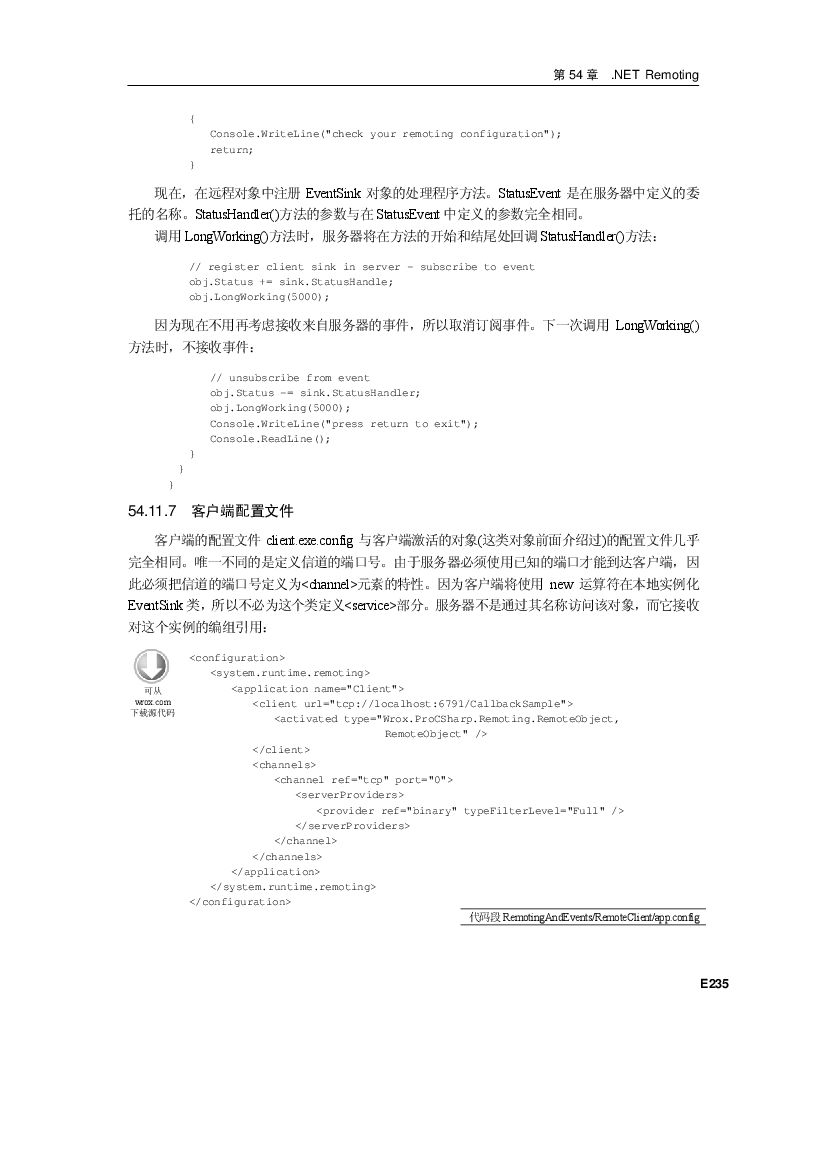 第 54 章 .NET Remoting
{
Console.WriteLine("check your remoting configuration");
return;
}
现在，在远程对象中注册 EventSink 对象的处理程序方法。StatusEvent 是在服务器中定义的委
托的名称。StatusHandler()方法的参数与在 StatusEvent 中定义的参数完全相同。
调用 LongWorking()方法时，服务器将在方法的开始和结尾处回调 StatusHandler()方法：
// register client sink in server - subscribe to event
obj.Status += sink.StatusHandle;
obj.LongWorking(5000);
因为现在不用再考虑接收来自服务器的事件，所以取消订阅事件。下一次调用 LongWorking()
方法时，不接收事件：
// unsubscribe from event
obj.Status -= sink.StatusHandler;
obj.LongWorking(5000);
Console.WriteLine("press return to exit");
Console.ReadLine();
}
}
}
54.11.7 客户端配置文件
客户端的配置文件 client.exe.config 与客户端激活的对象(这类对象前面介绍过)的配置文件几乎
完全相同。唯一不同的是定义信道的端口号。由于服务器必须使用已知的端口才能到达客户端，因
此必须把信道的端口号定义为<channel>元素的特性。因为客户端将使用 new 运算符在本地实例化
EventSink 类，所以不必为这个类定义<service>部分。服务器不是通过其名称访问该对象，而它接收
对这个实例的编组引用：
可从
wrox.com
下载源代码
<configuration>
<system.runtime.remoting>
<application name="Client">
<client url="tcp://localhost:6791/CallbackSample">
<activated type="Wrox.ProCSharp.Remoting.RemoteObject,
RemoteObject" />
</client>
<channels>
<channel ref="tcp" port="0">
<serverProviders>
<provider ref="binary" typeFilterLevel="Full" />
</serverProviders>
</channel>
</channels>
</application>
</system.runtime.remoting>
</configuration>
代码段 RemotingAndEvents/RemoteClient/app.config
E235